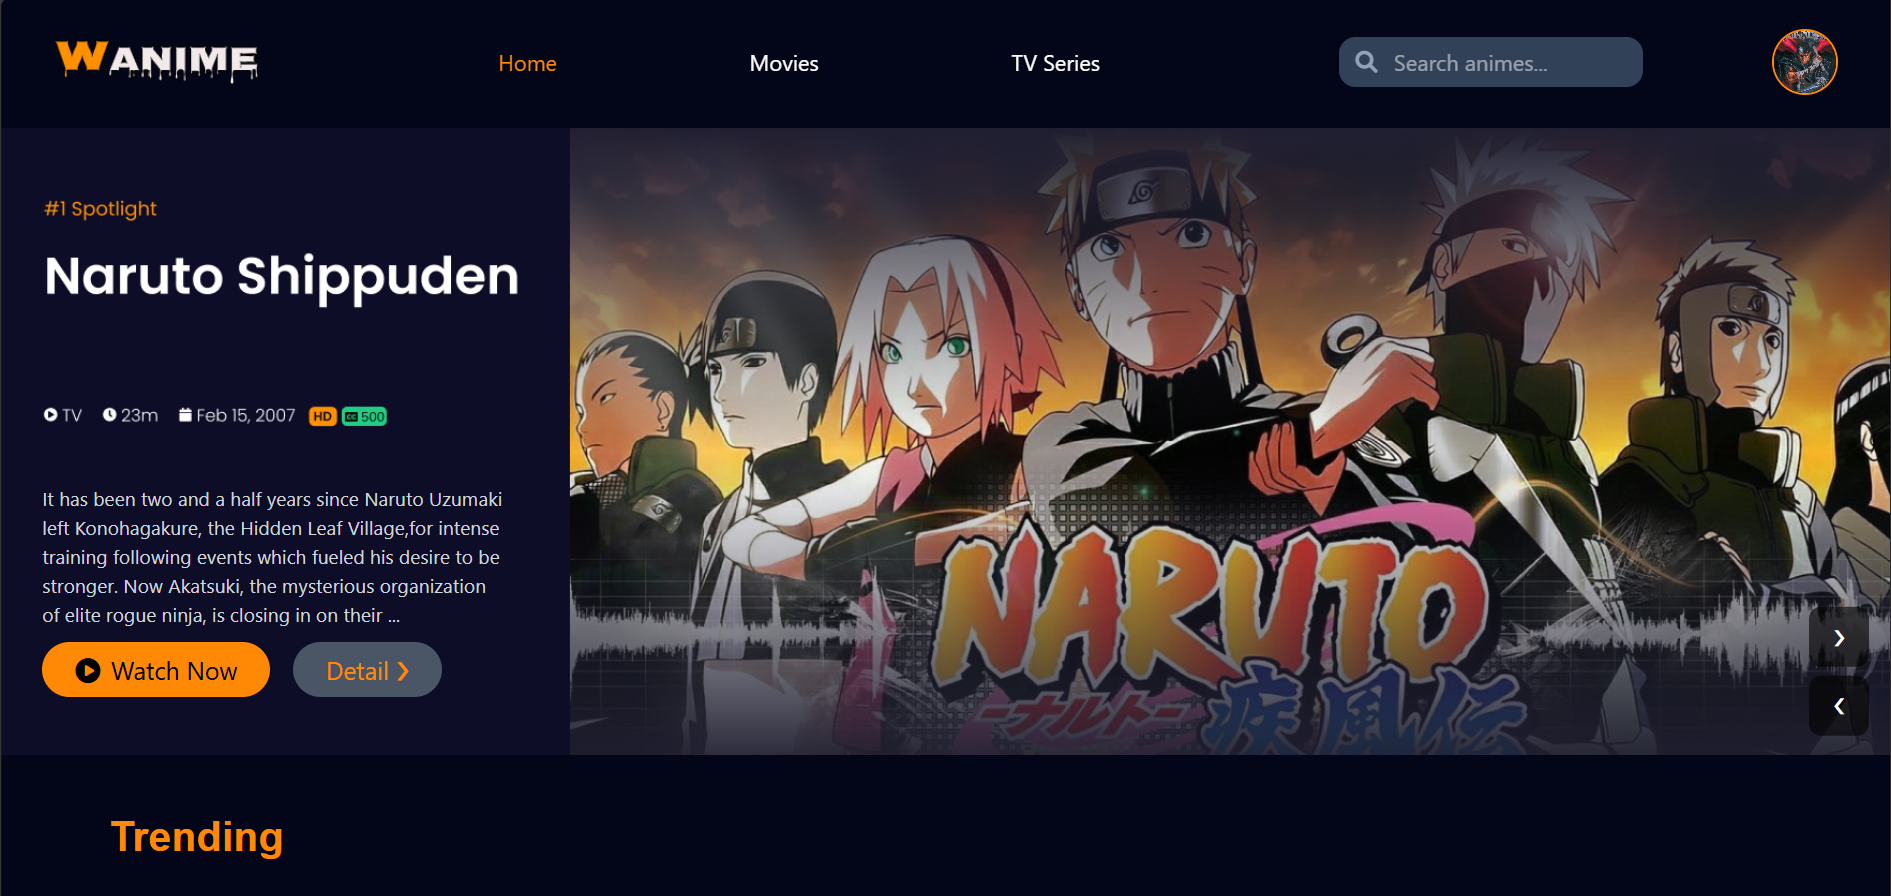 WANIME
Home
Movies
TV Series
Search animes...
#1 Spotlight
Naruto Shippuden
TV 23m Feb 15, 2007 HD CC 500
It has been two and a half years since Naruto Uzumaki
left Konohagakure, the Hidden Leaf Village,for intense
training following events which fueled his desire to be
stronger. Now Akatsuki, the mysterious organization
of elite rogue ninja, is closing in on their ...
Watch Now
Detail ❯
NARUTO
-ナルト-
疾風伝
❯
❮
Trending